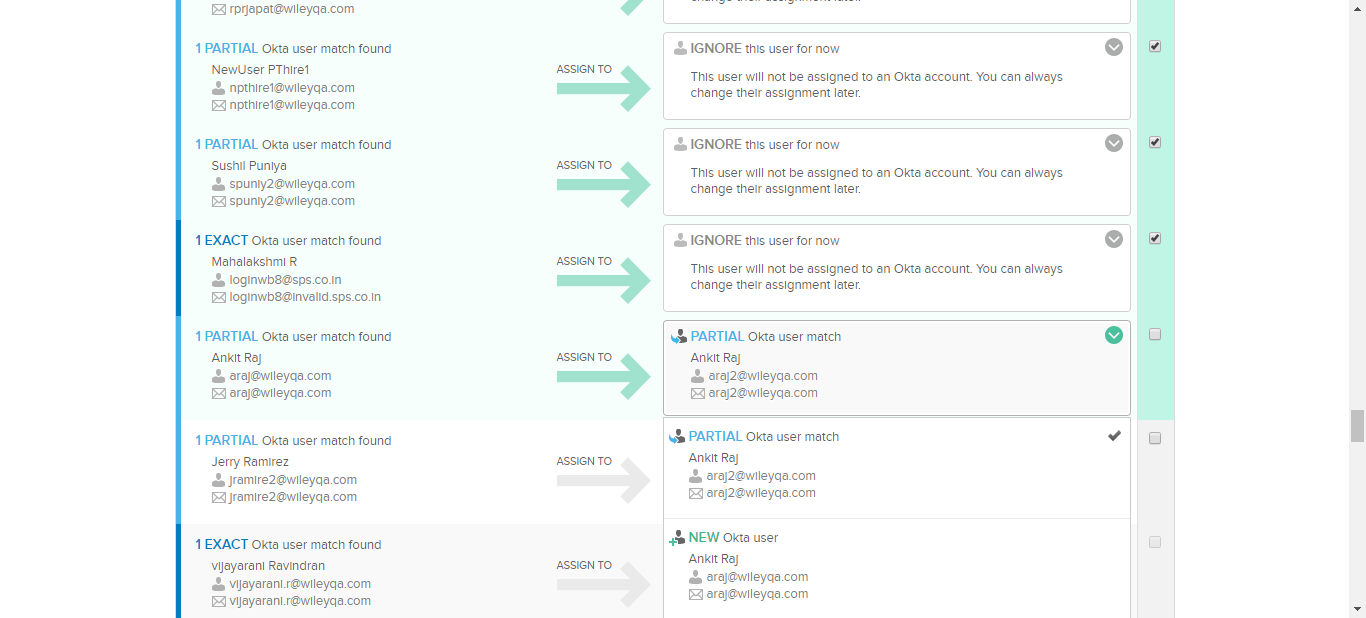 rprjapat@wileyqa.com
1 PARTIAL Okta user match found
NewUser PThire1
npthire1@wileyqa.com
npthire1@wileyqa.com
ASSIGN TO
IGNORE this user for now
This user will not be assigned to an Okta account. You can always
change their assignment later.
1 PARTIAL Okta user match found
Sushil Puniya
spuniy2@wileyqa.com
spuniy2@wileyqa.com
ASSIGN TO
IGNORE this user for now
This user will not be assigned to an Okta account. You can always
change their assignment later.
1 EXACT Okta user match found
Mahalakshmi R
loginwb8@sps.co.in
loginwb8@invalid.sps.co.in
ASSIGN TO
IGNORE this user for now
This user will not be assigned to an Okta account. You can always
change their assignment later.
1 PARTIAL Okta user match found
Ankit Raj
araj@wileyqa.com
araj@wileyqa.com
ASSIGN TO
PARTIAL Okta user match
Ankit Raj
araj2@wileyqa.com
araj2@wileyqa.com
1 PARTIAL Okta user match found
Jerry Ramirez
jramire2@wileyqa.com
jramire2@wileyqa.com
ASSIGN TO
PARTIAL Okta user match
Ankit Raj
araj2@wileyqa.com
araj2@wileyqa.com
1 EXACT Okta user match found
vijayarani Ravindran
vijayarani.r@wileyqa.com
vijayarani.r@wileyqa.com
ASSIGN TO
NEW Okta user
Ankit Raj
araj@wileyqa.com
araj@wileyqa.com